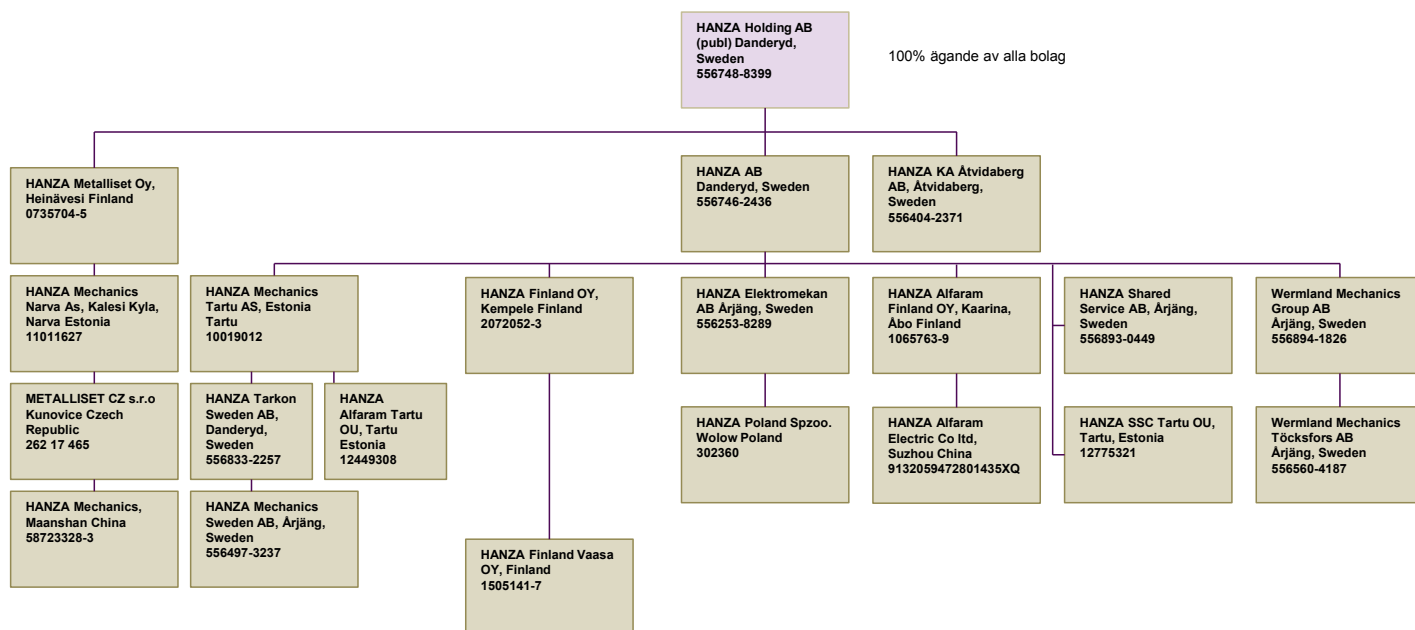 HANZA Holding AB
(publ) Danderyd,
Sweden
556748-8399
100% ägande av alla bolag
HANZA Metalliset Oy,
Heinävesi Finland
0735704-5
HANZA AB
Danderyd, Sweden
556746-2436
HANZA KA Åtvidaberg
AB, Åtvidaberg,
Sweden
556404-2371
HANZA Mechanics
Narva As, Kalesi Kyla,
Narva Estonia
11011627
HANZA Mechanics
Tartu AS, Estonia
Tartu
10019012
HANZA Finland OY,
Kempele Finland
2072052-3
HANZA Elektromekan
AB Årjäng, Sweden
556253-8289
HANZA Alfaram
Finland OY, Kaarina,
Åbo Finland
1065763-9
HANZA Shared
Service AB, Årjäng,
Sweden
556893-0449
Wermland Mechanics
Group AB
Årjäng, Sweden
556894-1826
METALLISET CZ s.r.o
Kunovice Czech
Republic
262 17 465
HANZA Tarkon
Sweden AB,
Danderyd,
Sweden
556833-2257
HANZA
Alfaram Tartu
OU, Tartu
Estonia
12449308
HANZA Poland Spzoo.
Wolow Poland
302360
HANZA Alfaram
Electric Co ltd,
Suzhou China
9132059472801435XQ
HANZA SSC Tartu OU,
Tartu, Estonia
12775321
Wermland Mechanics
Töcksfors AB
Årjäng, Sweden
556560-4187
HANZA Mechanics,
Maanshan China
58723328-3
HANZA Mechanics
Sweden AB, Årjäng,
Sweden
556497-3237
HANZA Finland Vaasa
OY, Finland
1505141-7